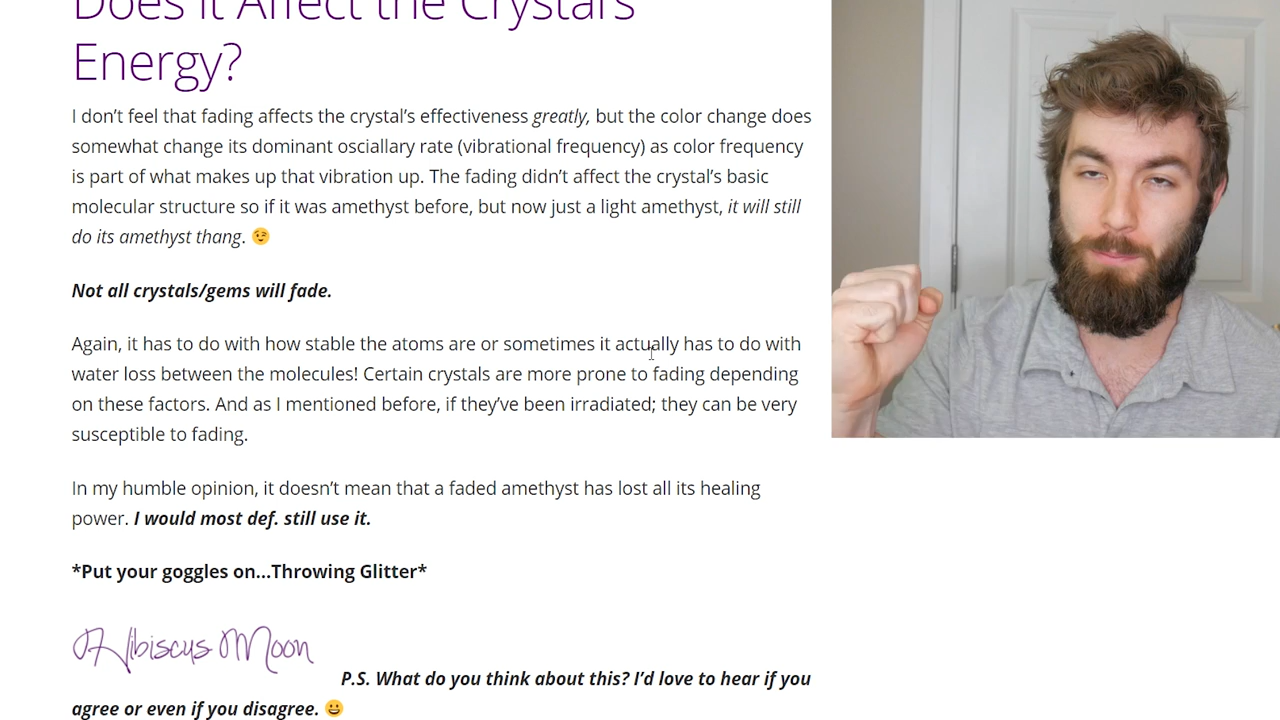 Does it Affect the Crystal's
Energy?
I don’t feel that fading affects the crystal’s effectiveness greatly, but the color change does
somewhat change its dominant osciallary rate (vibrational frequency) as color frequency
is part of what makes up that vibration up. The fading didn’t affect the crystal’s basic
molecular structure so if it was amethyst before, but now just a light amethyst, it will still
do its amethyst thang. 😉
Not all crystals/gems will fade.
Again, it has to do with how stable the atoms are or sometimes it actually has to do with
water loss between the molecules! Certain crystals are more prone to fading depending
on these factors. And as I mentioned before, if they’ve been irradiated; they can be very
susceptible to fading.
In my humble opinion, it doesn’t mean that a faded amethyst has lost all its healing
power. I would most def. still use it.
*Put your goggles on…Throwing Glitter*
Hibiscus Moon
P.S. What do you think about this? I’d love to hear if you
agree or even if you disagree. 😀